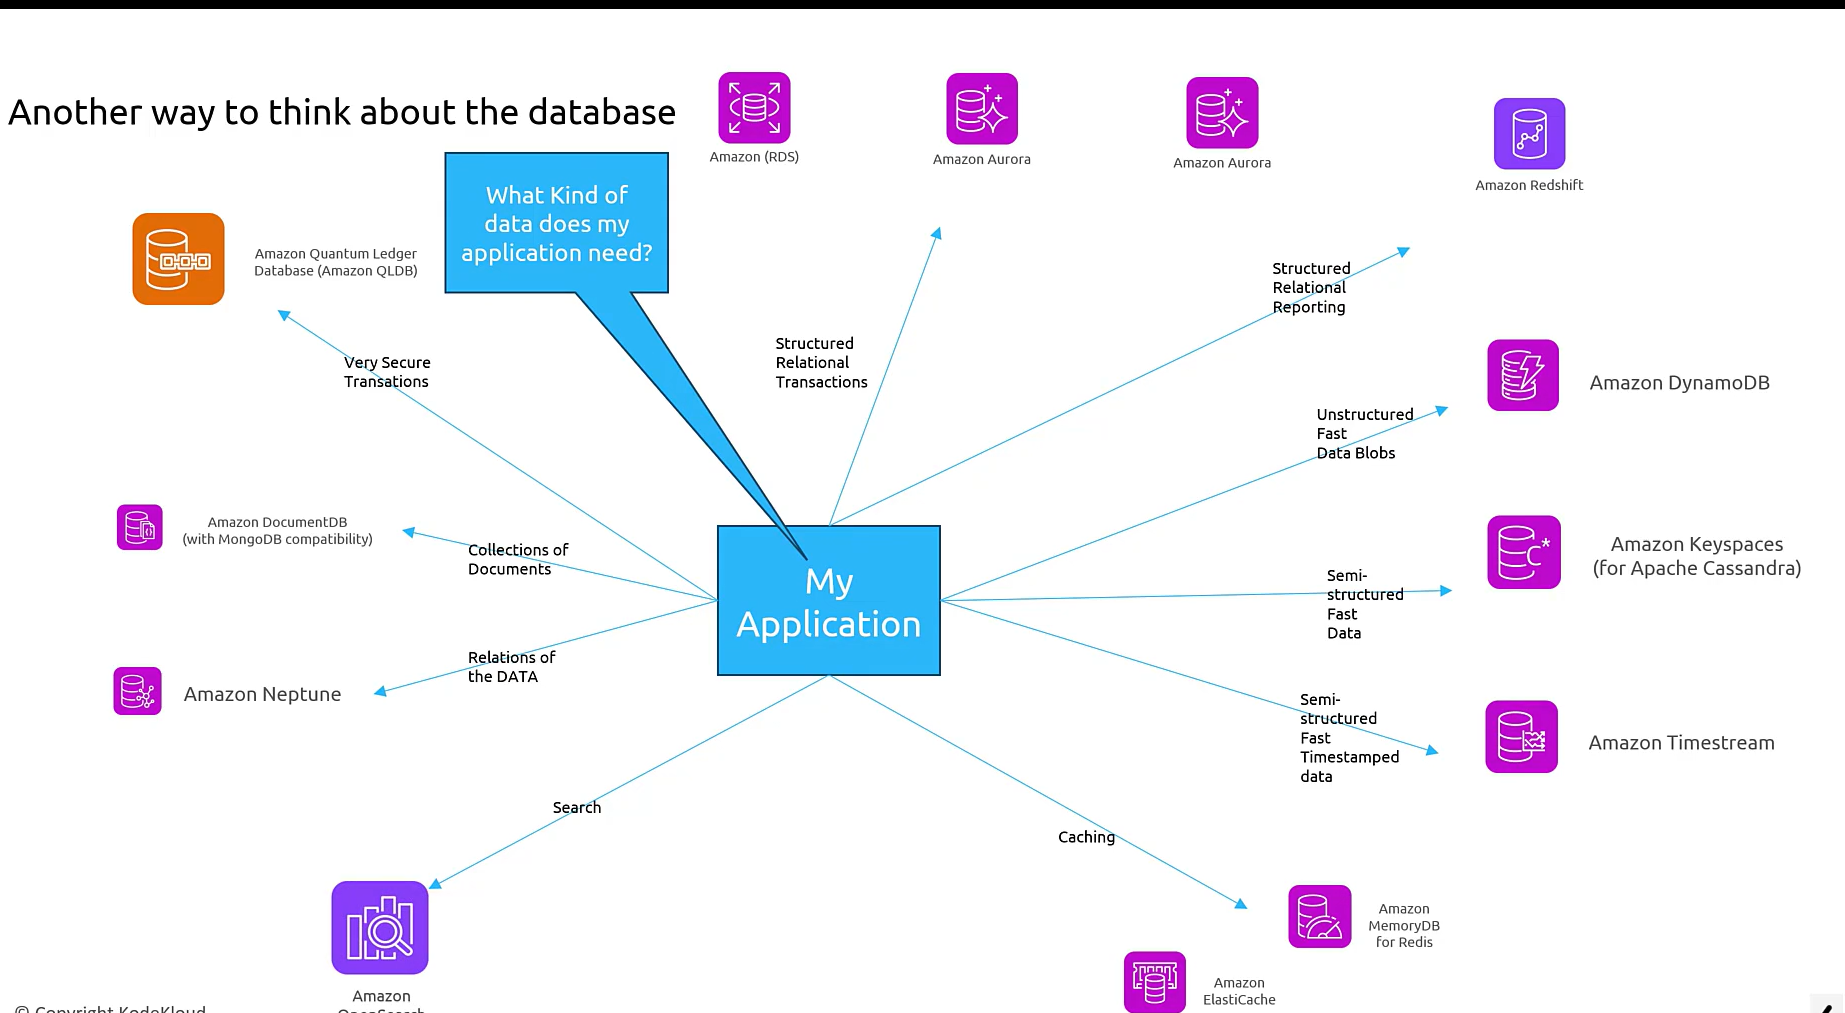 Another way to think about the database
Amazon (RDS)
Amazon Aurora
Amazon Aurora
Amazon Redshift
What Kind of
data does my
application need?
Amazon Quantum Ledger
Database (Amazon QLDB)
Structured
Relational
Reporting
Very Secure
Transations
Structured
Relational
Transactions
Amazon DynamoDB
Unstructured
Fast
Data Blobs
Amazon DocumentDB
(with MongoDB compatibility)
Collections of
Documents
My
Application
Amazon Keyspaces
(for Apache Cassandra)
Semi-
structured
Fast
Data
Relations of
the DATA
Amazon Neptune
Semi-
structured
Fast
Timestamped
data
Amazon Timestream
Search
Caching
Amazon
MemoryDB
for Redis
Amazon
ElastiCache
Amazon
OpenSearch
© Copyright KodeKloud